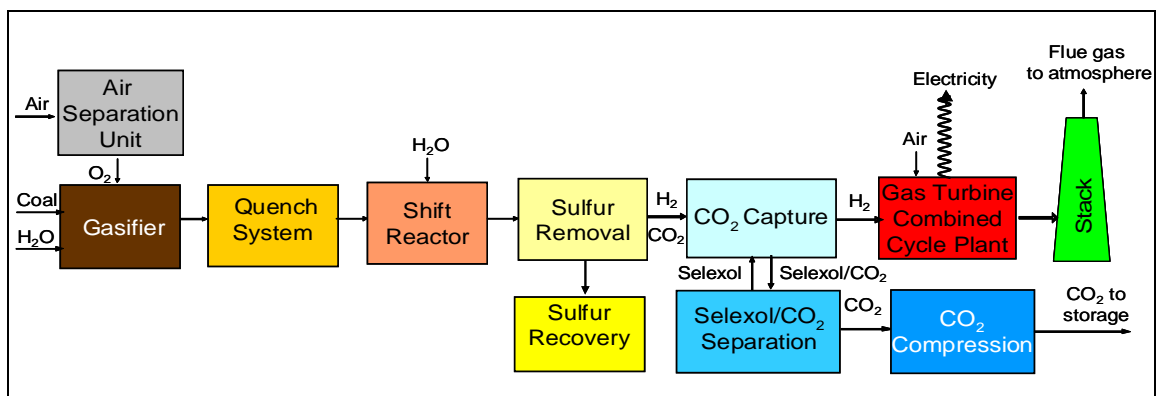 Flue gas
to atmosphere
Electricity
Air
Separation
Unit
Air
Air
H₂O
O₂
Coal
H₂O
Gasifier
Quench
System
Shift
Reactor
Sulfur
Removal
H₂
CO₂
CO₂ Capture
H₂
Gas Turbine
Combined
Cycle Plant
Stack
Selexol
Selexol/CO₂
Sulfur
Recovery
Selexol/CO₂
Separation
CO₂
CO₂
Compression
CO₂ to
storage